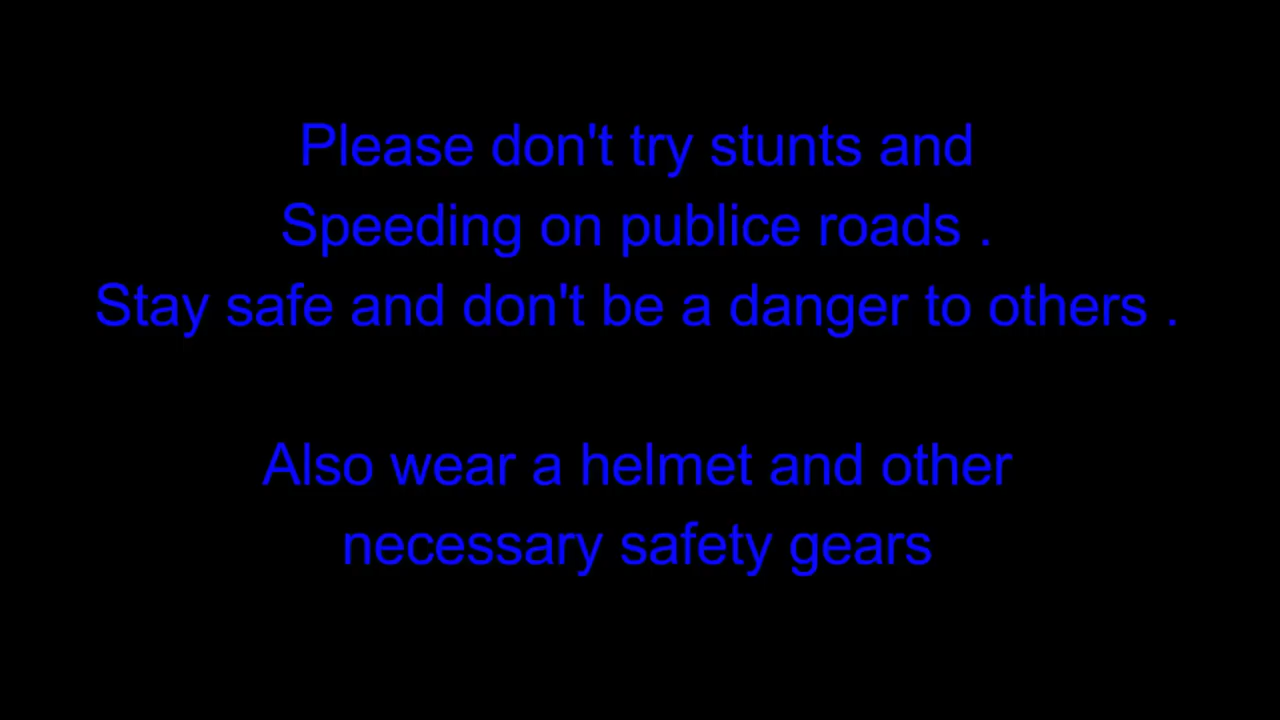 Please don't try stunts and
Speeding on publice roads .
Stay safe and don't be a danger to others .
Also wear a helmet and other
necessary safety gears